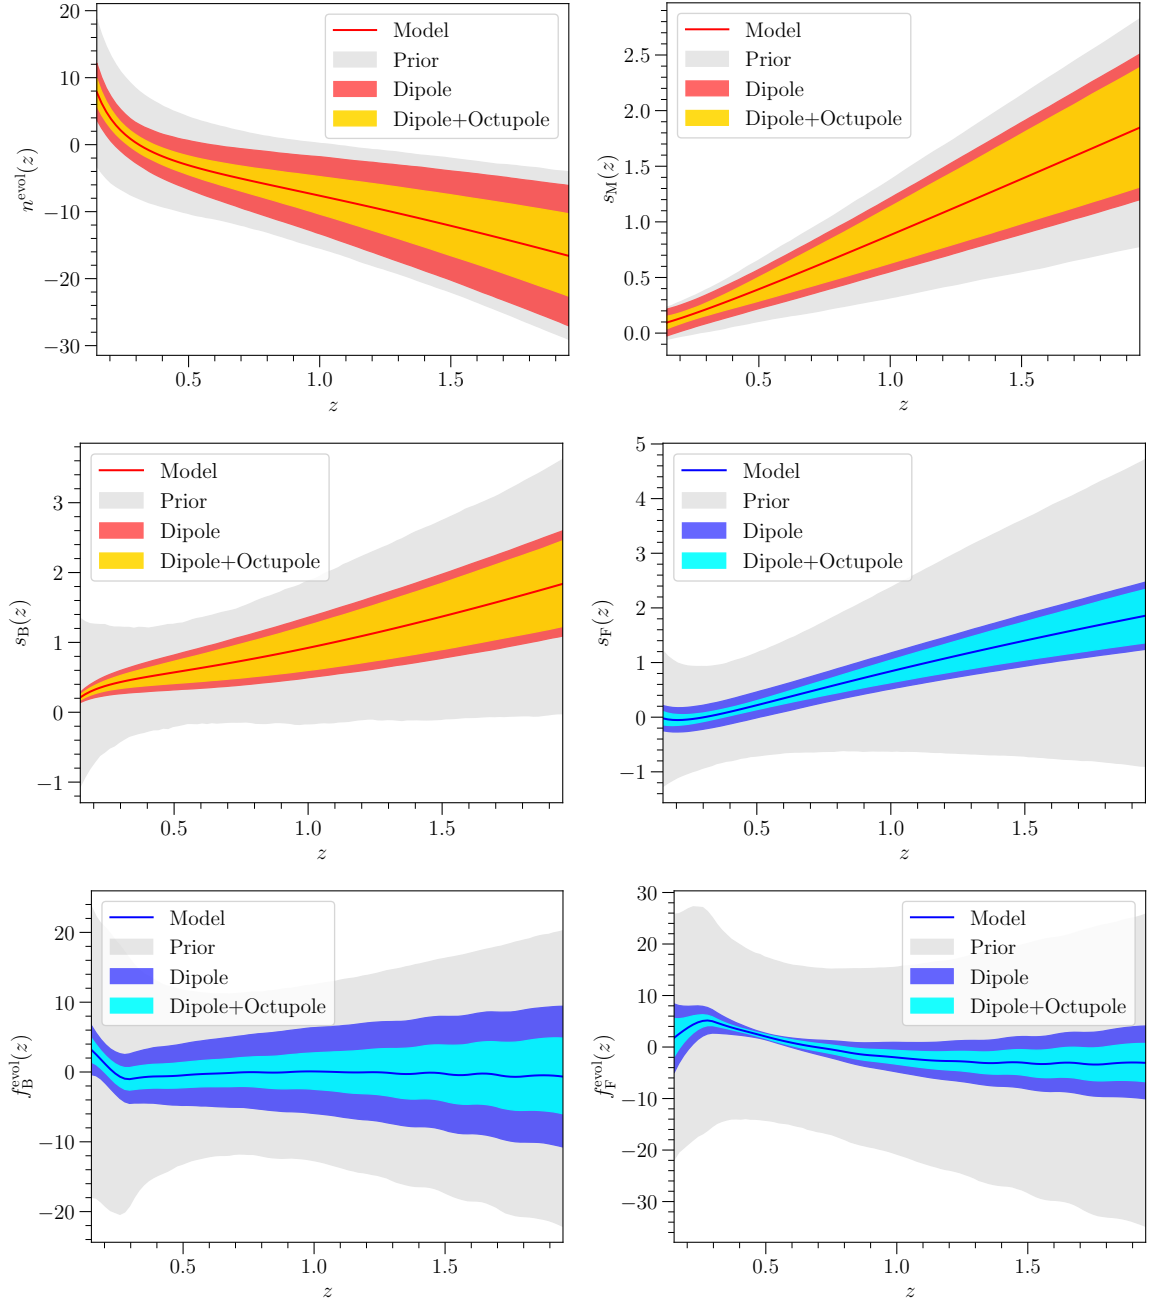 20
10
0
−10
−20
−30
0.5
1.0
1.5
z
n^evol(z)
Model
Prior
Dipole
Dipole+Octupole
2.5
2.0
1.5
1.0
0.5
0.0
0.5
1.0
1.5
z
s_M(z)
Model
Prior
Dipole
Dipole+Octupole
3
2
1
0
−1
0.5
1.0
1.5
z
s_B(z)
Model
Prior
Dipole
Dipole+Octupole
5
4
3
2
1
0
−1
0.5
1.0
1.5
z
s_F(z)
Model
Prior
Dipole
Dipole+Octupole
20
10
0
−10
−20
0.5
1.0
1.5
z
f_B^evol(z)
Model
Prior
Dipole
Dipole+Octupole
30
20
10
0
−10
−20
−30
0.5
1.0
1.5
z
f_F^evol(z)
Model
Prior
Dipole
Dipole+Octupole